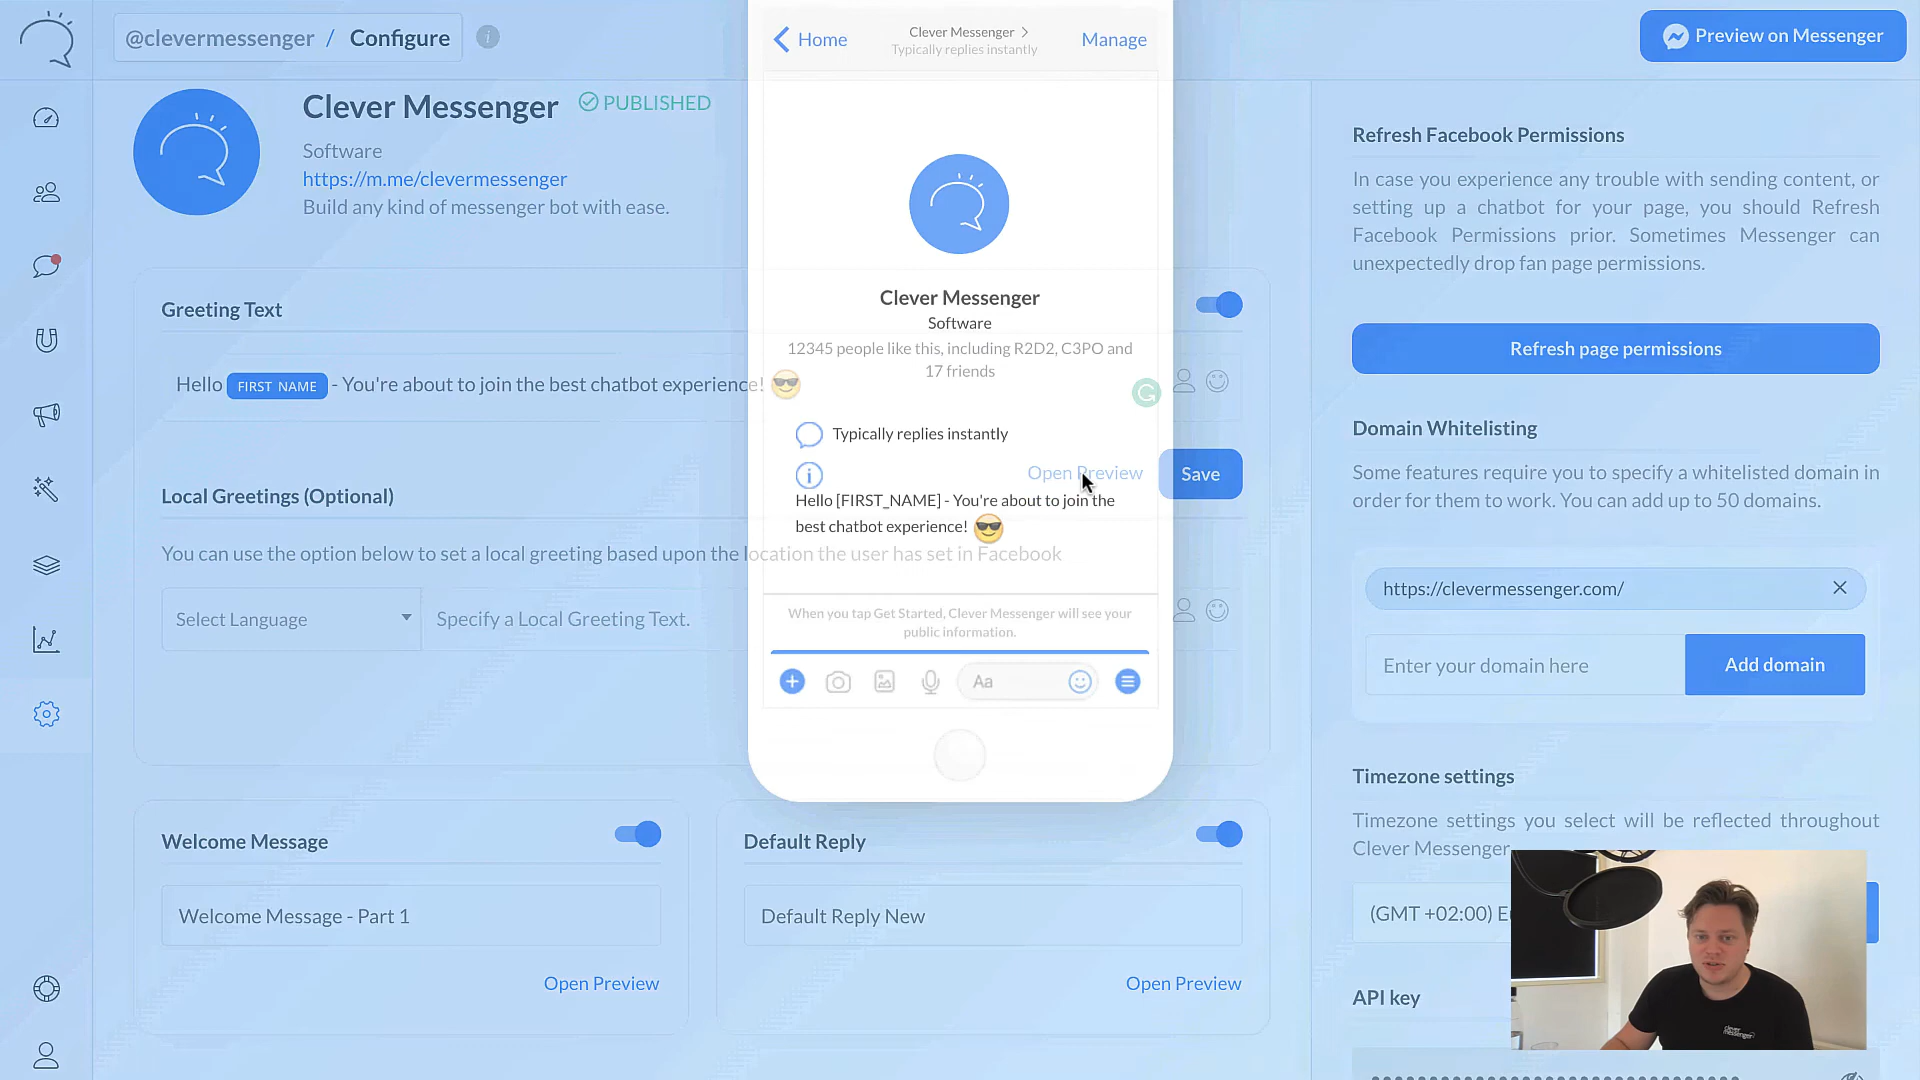 @clevermessenger / Configure
Preview on Messenger
Clever Messenger PUBLISHED
Software
https://m.me/clevermessenger
Build any kind of messenger bot with ease.
Greeting Text
Hello FIRST NAME - You're about to join the best chatbot experience! 😎
Save
Local Greetings (Optional)
You can use the option below to set a local greeting based upon the location the user has set in Facebook
Select Language
Specify a Local Greeting Text.
Welcome Message
Welcome Message - Part 1
Open Preview
Default Reply
Default Reply New
Open Preview
Home
Clever Messenger
Typically replies instantly
Manage
Clever Messenger
Software
12345 people like this, including R2D2, C3PO and
17 friends
Typically replies instantly
Open Preview
Hello [FIRST_NAME] - You're about to join the
best chatbot experience! 😎
When you tap Get Started, Clever Messenger will see your
public information.
Aa
Refresh Facebook Permissions
In case you experience any trouble with sending content, or
setting up a chatbot for your page, you should Refresh
Facebook Permissions prior. Sometimes Messenger can
unexpectedly drop fan page permissions.
Refresh page permissions
Domain Whitelisting
Some features require you to specify a whitelisted domain in
order for them to work. You can add up to 50 domains.
https://clevermessenger.com/
Enter your domain here
Add domain
Timezone settings
Timezone settings you select will be reflected throughout
Clever Messenger
(GMT +02:00) E
API key
clever
messenger